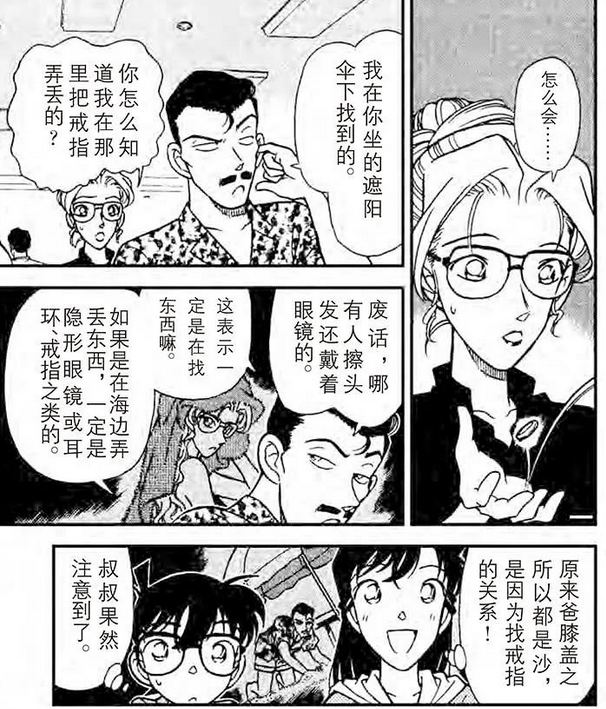 怎么会……
我在你坐的遮阳
伞下找到的。
你怎么知
道我在那
里把戒指
弄丢的？
废话，哪
有人擦头
发还戴着
眼镜的。
这表示一
定是在找
东西嘛。
如果是在海边弄
丢东西，一定是
隐形眼镜或耳
环、戒指之类的。
原来爸膝盖之
所以都是沙，
是因为找戒指
的关系！
叔叔果然
注意到了。